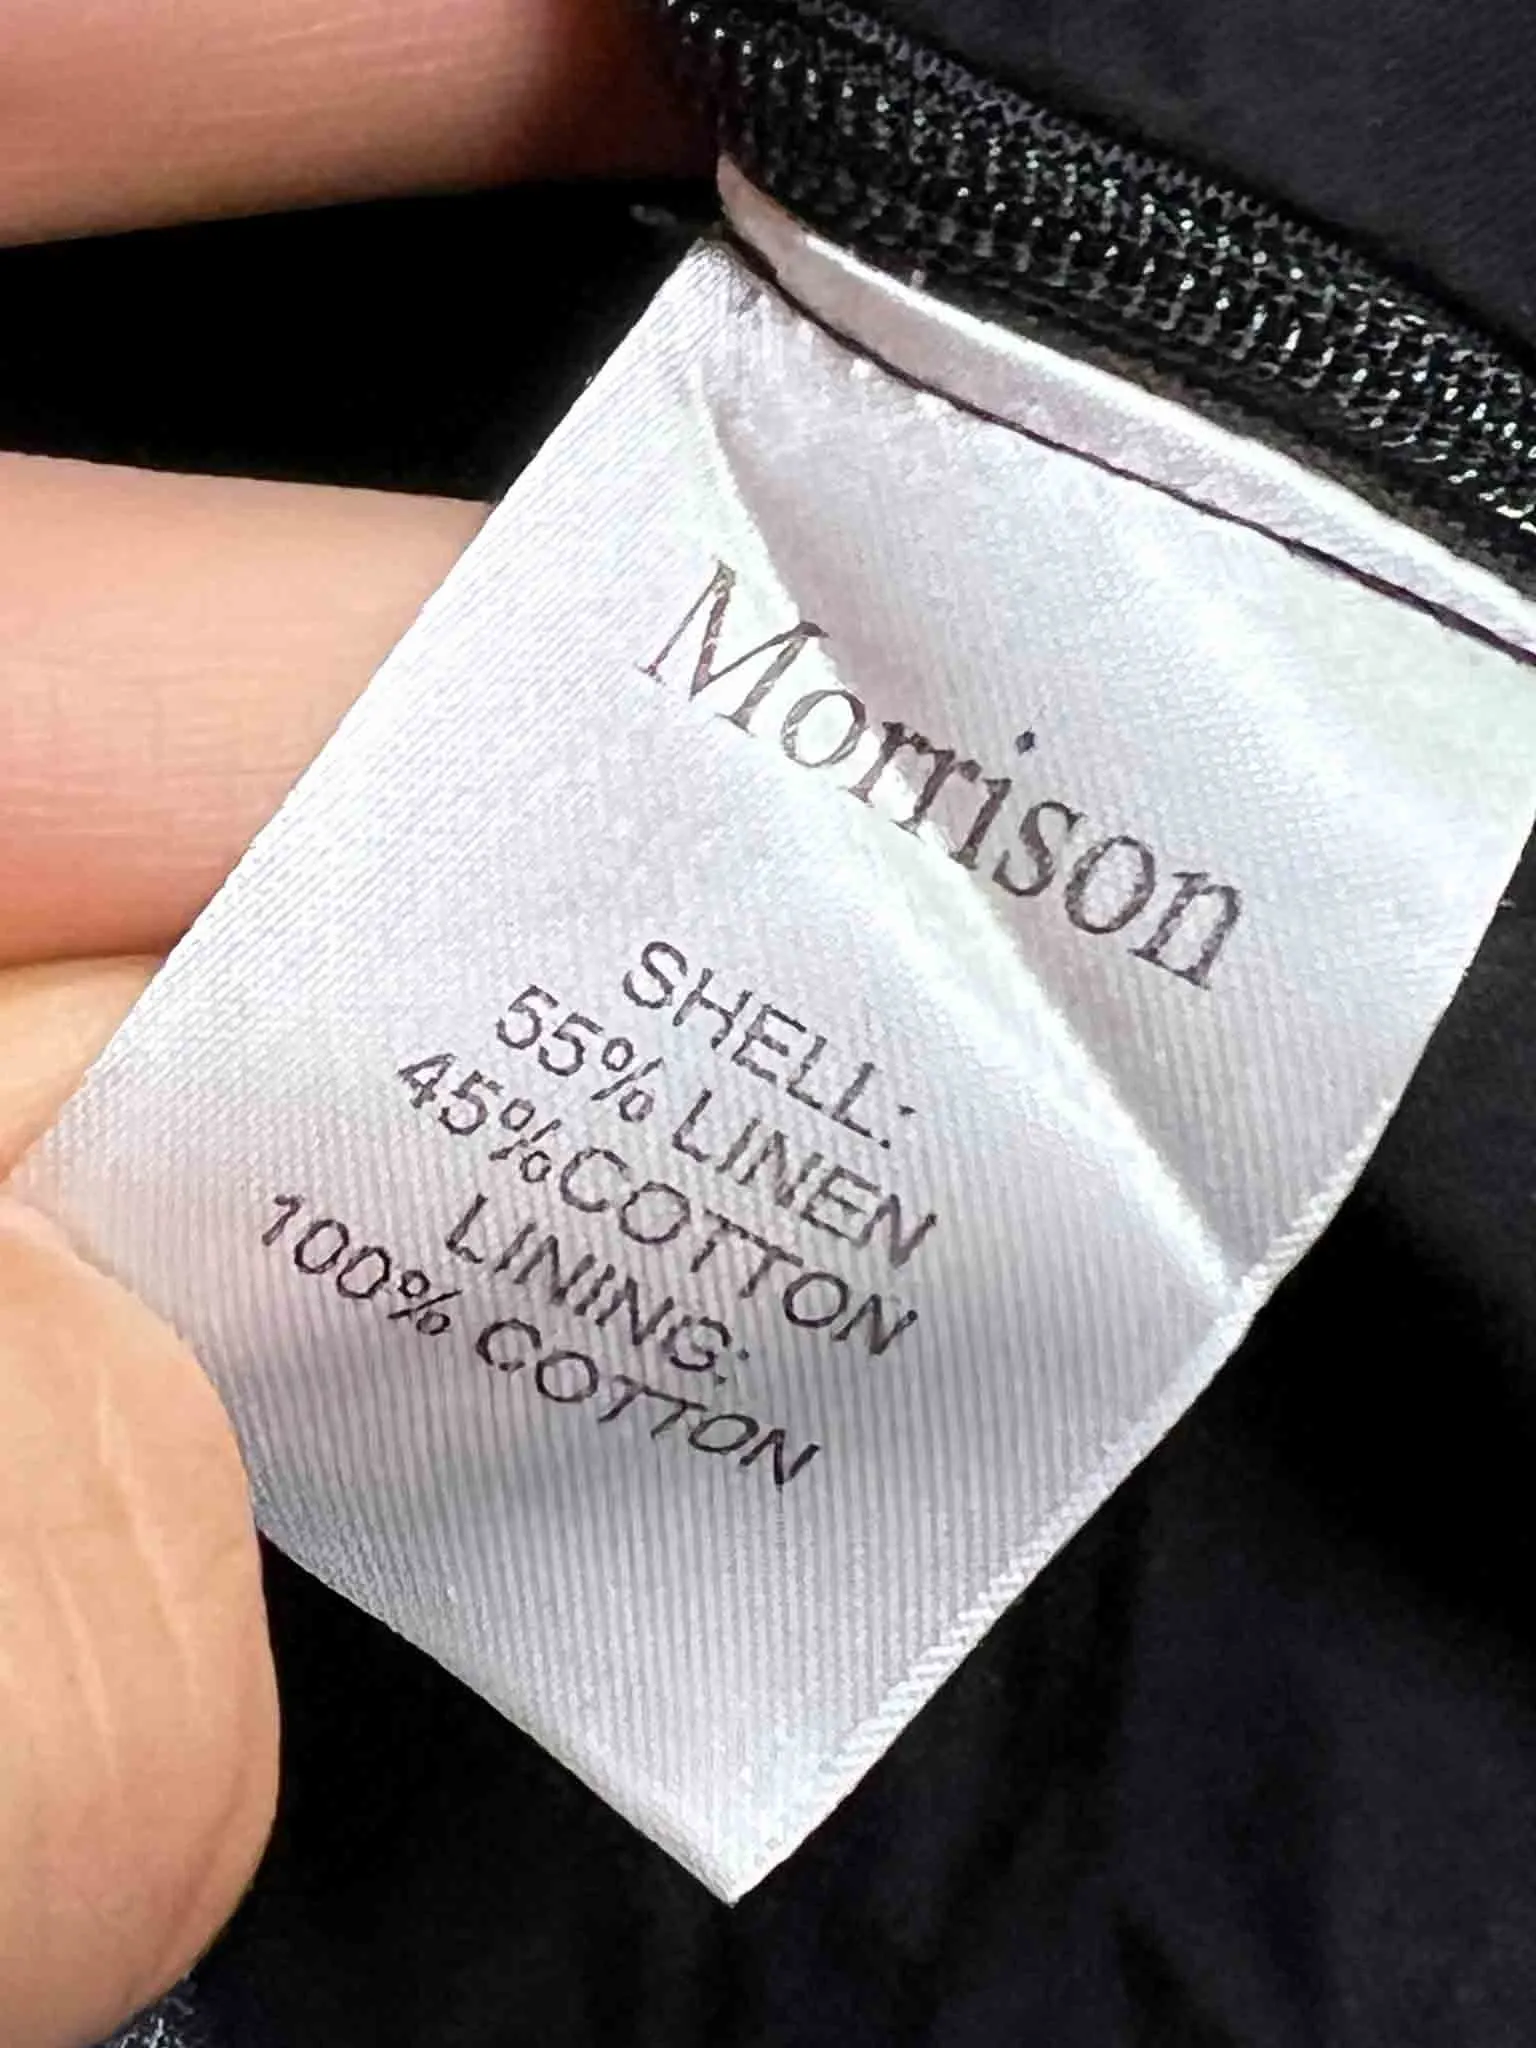 Morrison
SHELL:
55% LINEN
45%COTTON
LINING:
100% COTTON